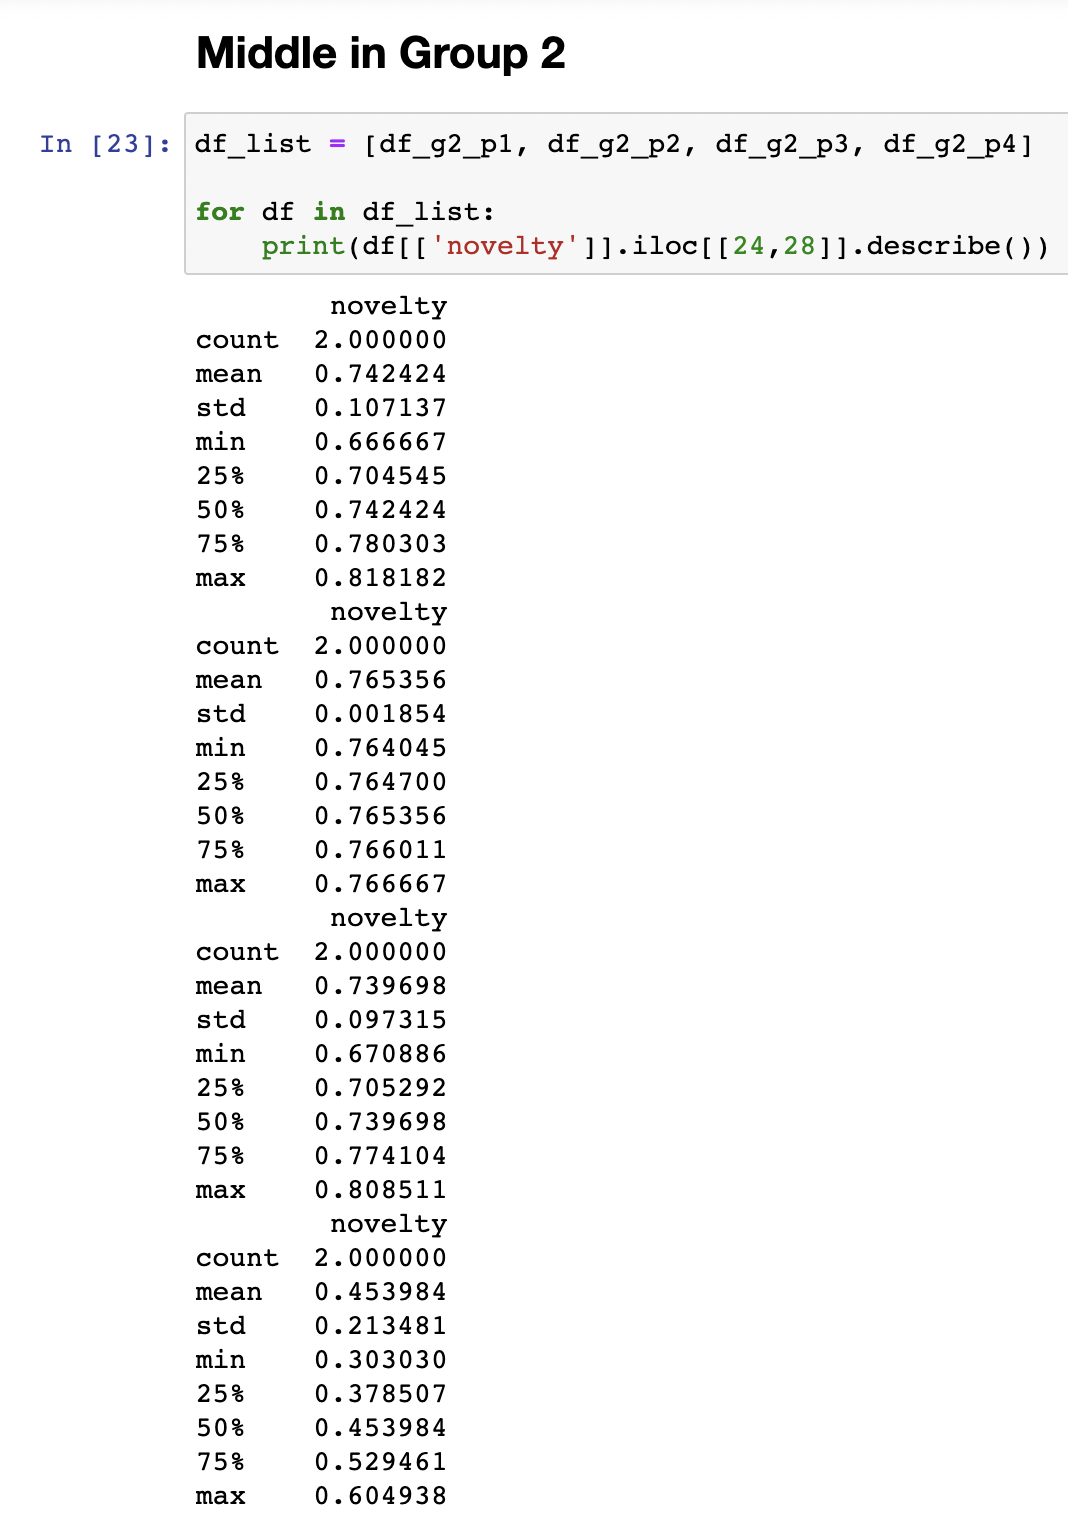 Middle in Group 2
In [23]: df_list = [df_g2_p1, df_g2_p2, df_g2_p3, df_g2_p4]
for df in df_list:
    print(df[['novelty']].iloc[[24,28]].describe())
novelty
count 2.000000
mean 0.742424
std 0.107137
min 0.666667
25% 0.704545
50% 0.742424
75% 0.780303
max 0.818182
novelty
count 2.000000
mean 0.765356
std 0.001854
min 0.764045
25% 0.764700
50% 0.765356
75% 0.766011
max 0.766667
novelty
count 2.000000
mean 0.739698
std 0.097315
min 0.670886
25% 0.705292
50% 0.739698
75% 0.774104
max 0.808511
novelty
count 2.000000
mean 0.453984
std 0.213481
min 0.303030
25% 0.378507
50% 0.453984
75% 0.529461
max 0.604938